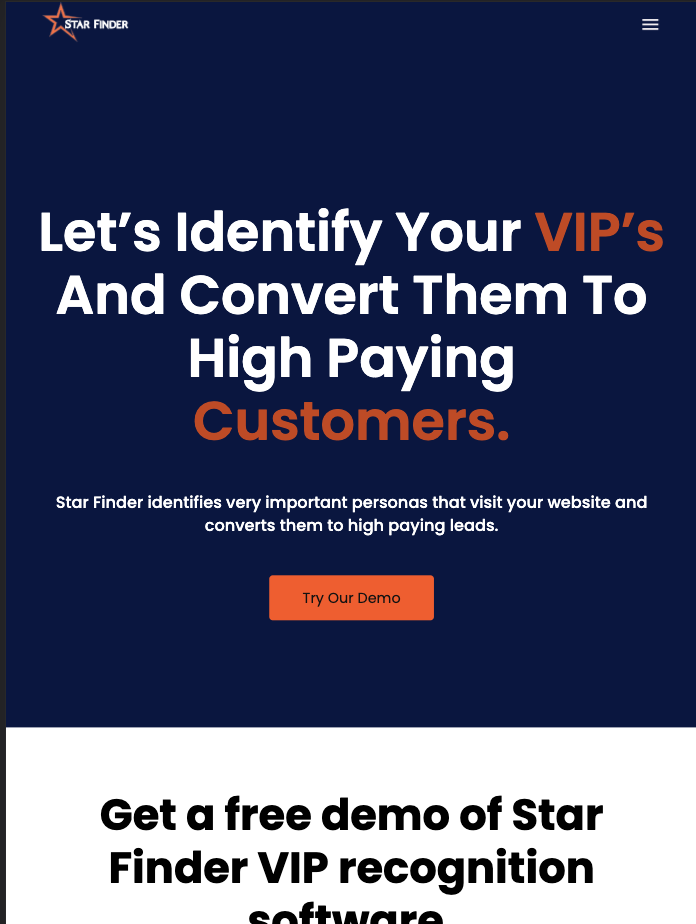 STAR FINDER
Let’s Identify Your VIP’s
And Convert Them To
High Paying
Customers.
Star Finder identifies very important personas that visit your website and
converts them to high paying leads.
Try Our Demo
Get a free demo of Star
Finder VIP recognition
software